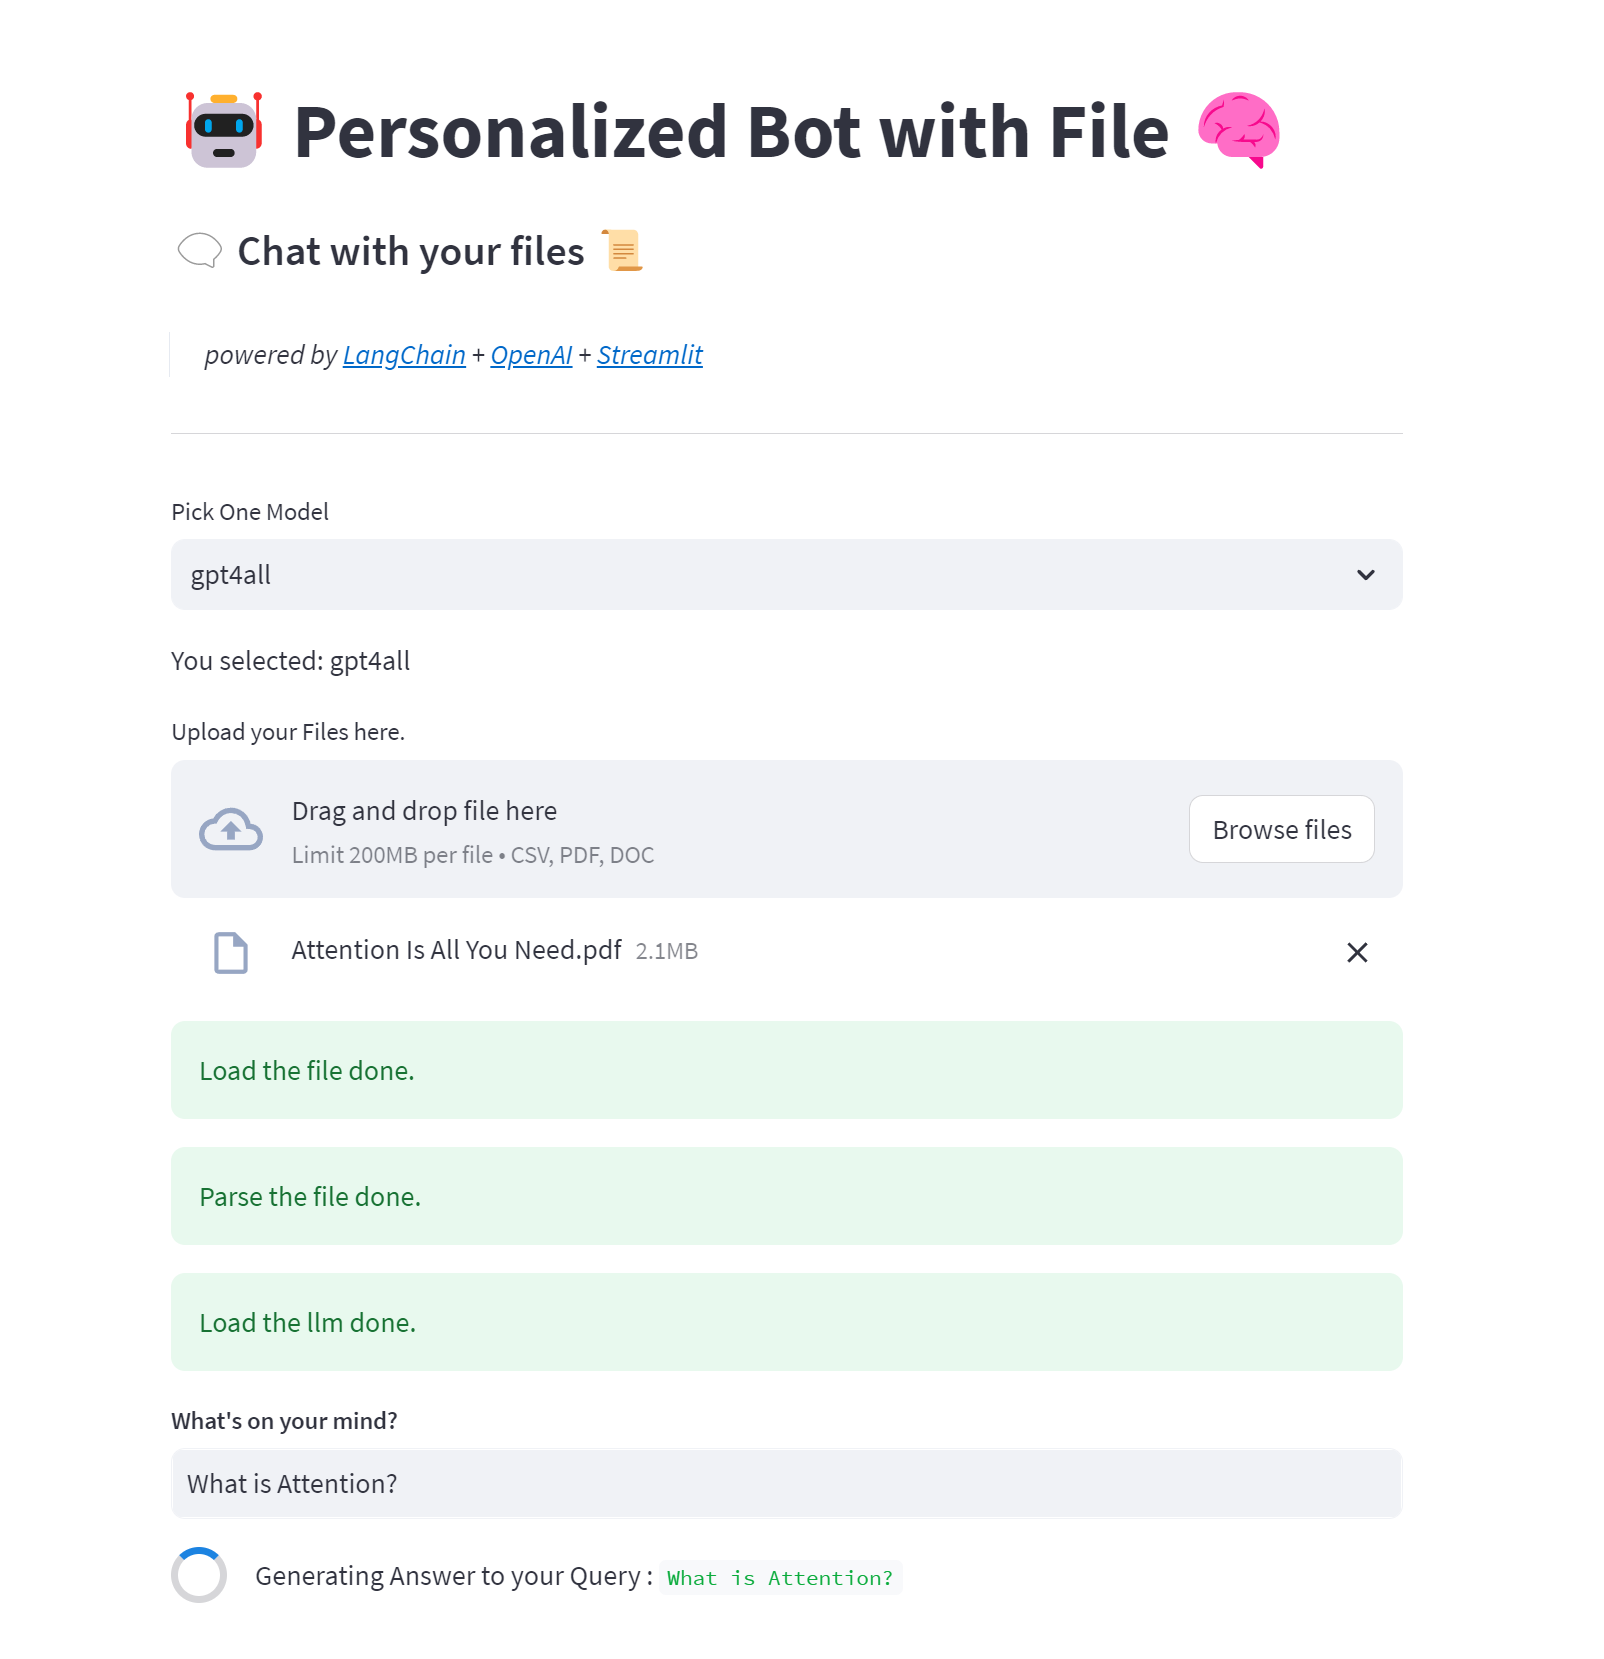 Personalized Bot with File
Chat with your files
powered by LangChain + OpenAI + Streamlit
Pick One Model
gpt4all
You selected: gpt4all
Upload your Files here.
Drag and drop file here
Limit 200MB per file • CSV, PDF, DOC
Browse files
Attention Is All You Need.pdf 2.1MB
Load the file done.
Parse the file done.
Load the llm done.
What's on your mind?
What is Attention?
Generating Answer to your Query : What is Attention?